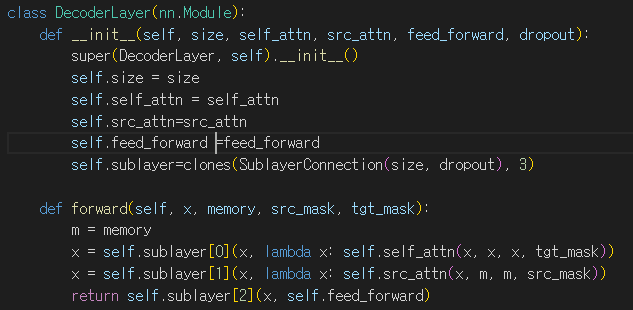 class DecoderLayer(nn.Module):
    def __init__(self, size, self_attn, src_attn, feed_forward, dropout):
        super(DecoderLayer, self).__init__()
        self.size = size
        self.self_attn = self_attn
        self.src_attn=src_attn
        self.feed_forward =feed_forward
        self.sublayer=clones(SublayerConnection(size, dropout), 3)

    def forward(self, x, memory, src_mask, tgt_mask):
        m = memory
        x = self.sublayer[0](x, lambda x: self.self_attn(x, x, x, tgt_mask))
        x = self.sublayer[1](x, lambda x: self.src_attn(x, m, m, src_mask))
        return self.sublayer[2](x, self.feed_forward)